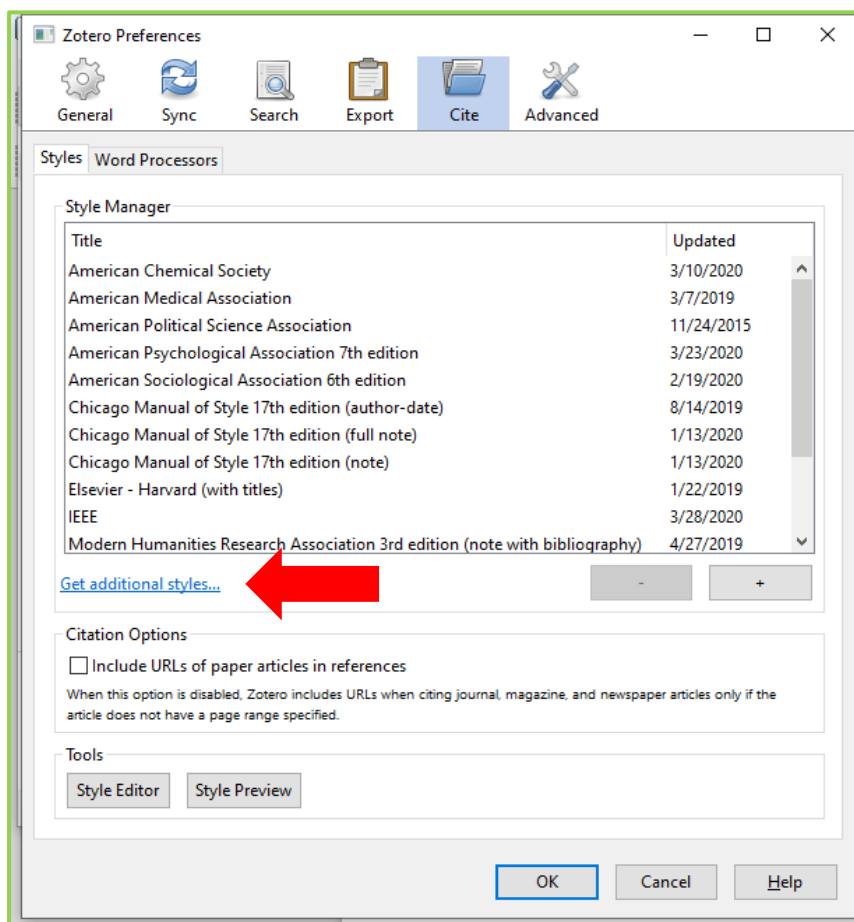 Zotero Preferences
General Sync Search Export Cite Advanced
Styles Word Processors
Style Manager
Title Updated
American Chemical Society 3/10/2020
American Medical Association 3/7/2019
American Political Science Association 11/24/2015
American Psychological Association 7th edition 3/23/2020
American Sociological Association 6th edition 2/19/2020
Chicago Manual of Style 17th edition (author-date) 8/14/2019
Chicago Manual of Style 17th edition (full note) 1/13/2020
Chicago Manual of Style 17th edition (note) 1/13/2020
Elsevier - Harvard (with titles) 1/22/2019
IEEE 3/28/2020
Modern Humanities Research Association 3rd edition (note with bibliography) 4/27/2019
Get additional styles... - +
Citation Options
Include URLs of paper articles in references
When this option is disabled, Zotero includes URLs when citing journal, magazine, and newspaper articles only if the
article does not have a page range specified.
Tools
Style Editor Style Preview
OK Cancel Help